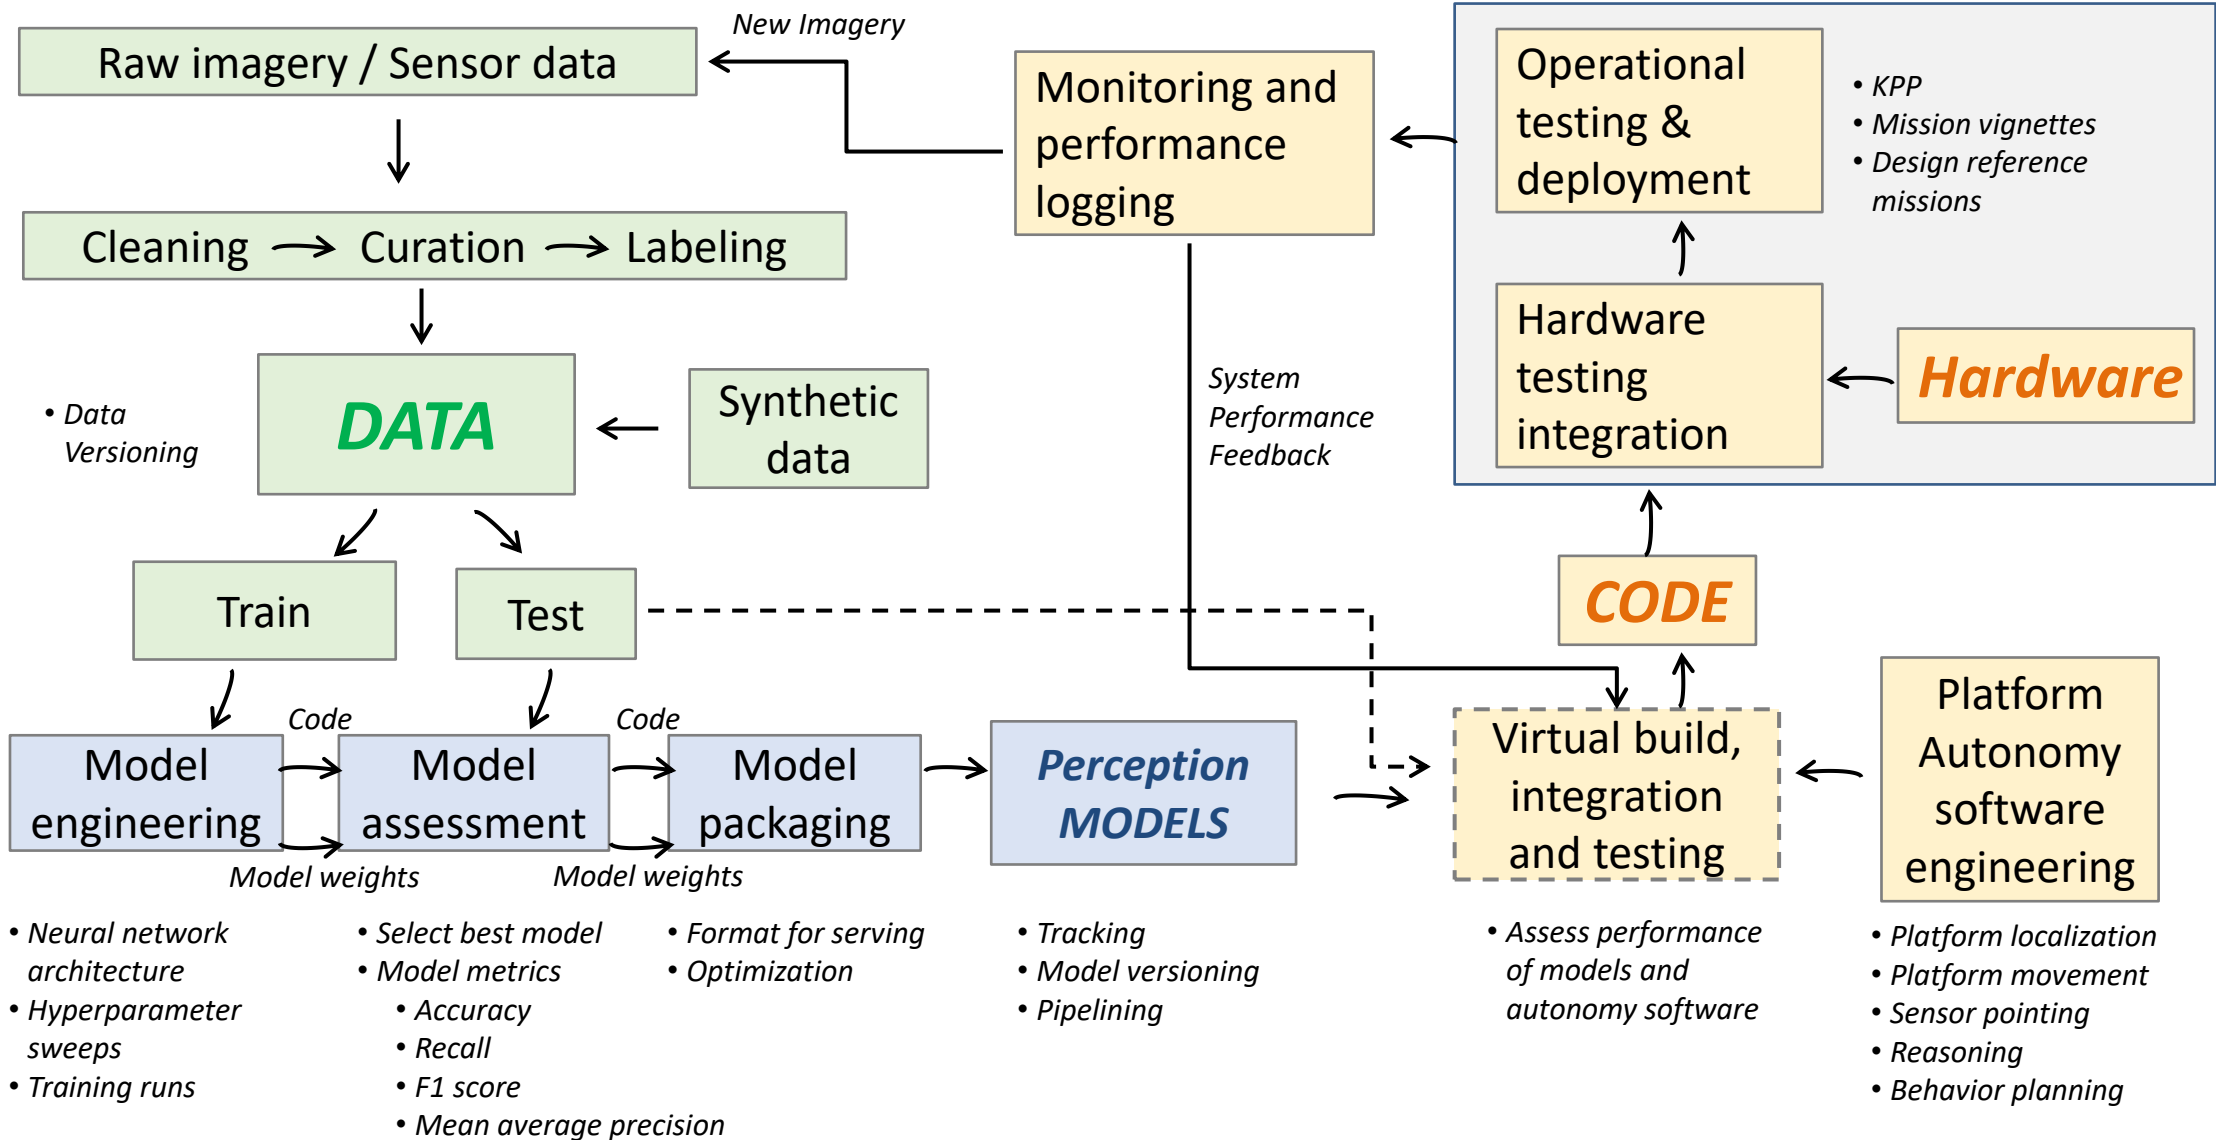 New Imagery
Raw imagery / Sensor data
Monitoring and
performance
logging
Operational
testing &
deployment
• KPP
• Mission vignettes
• Design reference
missions
Cleaning
Curation
Labeling
DATA
• Data
Versioning
Synthetic
data
System
Performance
Feedback
Hardware
testing
integration
Hardware
Train
Test
CODE
Code
Code
Model
engineering
Model
assessment
Model
packaging
Perception
MODELS
Virtual build,
integration
and testing
Platform
Autonomy
software
engineering
Model weights
Model weights
• Neural network
architecture
• Hyperparameter
sweeps
• Training runs
• Select best model
• Model metrics
• Accuracy
• Recall
• F1 score
• Mean average precision
• Format for serving
• Optimization
• Tracking
• Model versioning
• Pipelining
• Assess performance
of models and
autonomy software
• Platform localization
• Platform movement
• Sensor pointing
• Reasoning
• Behavior planning